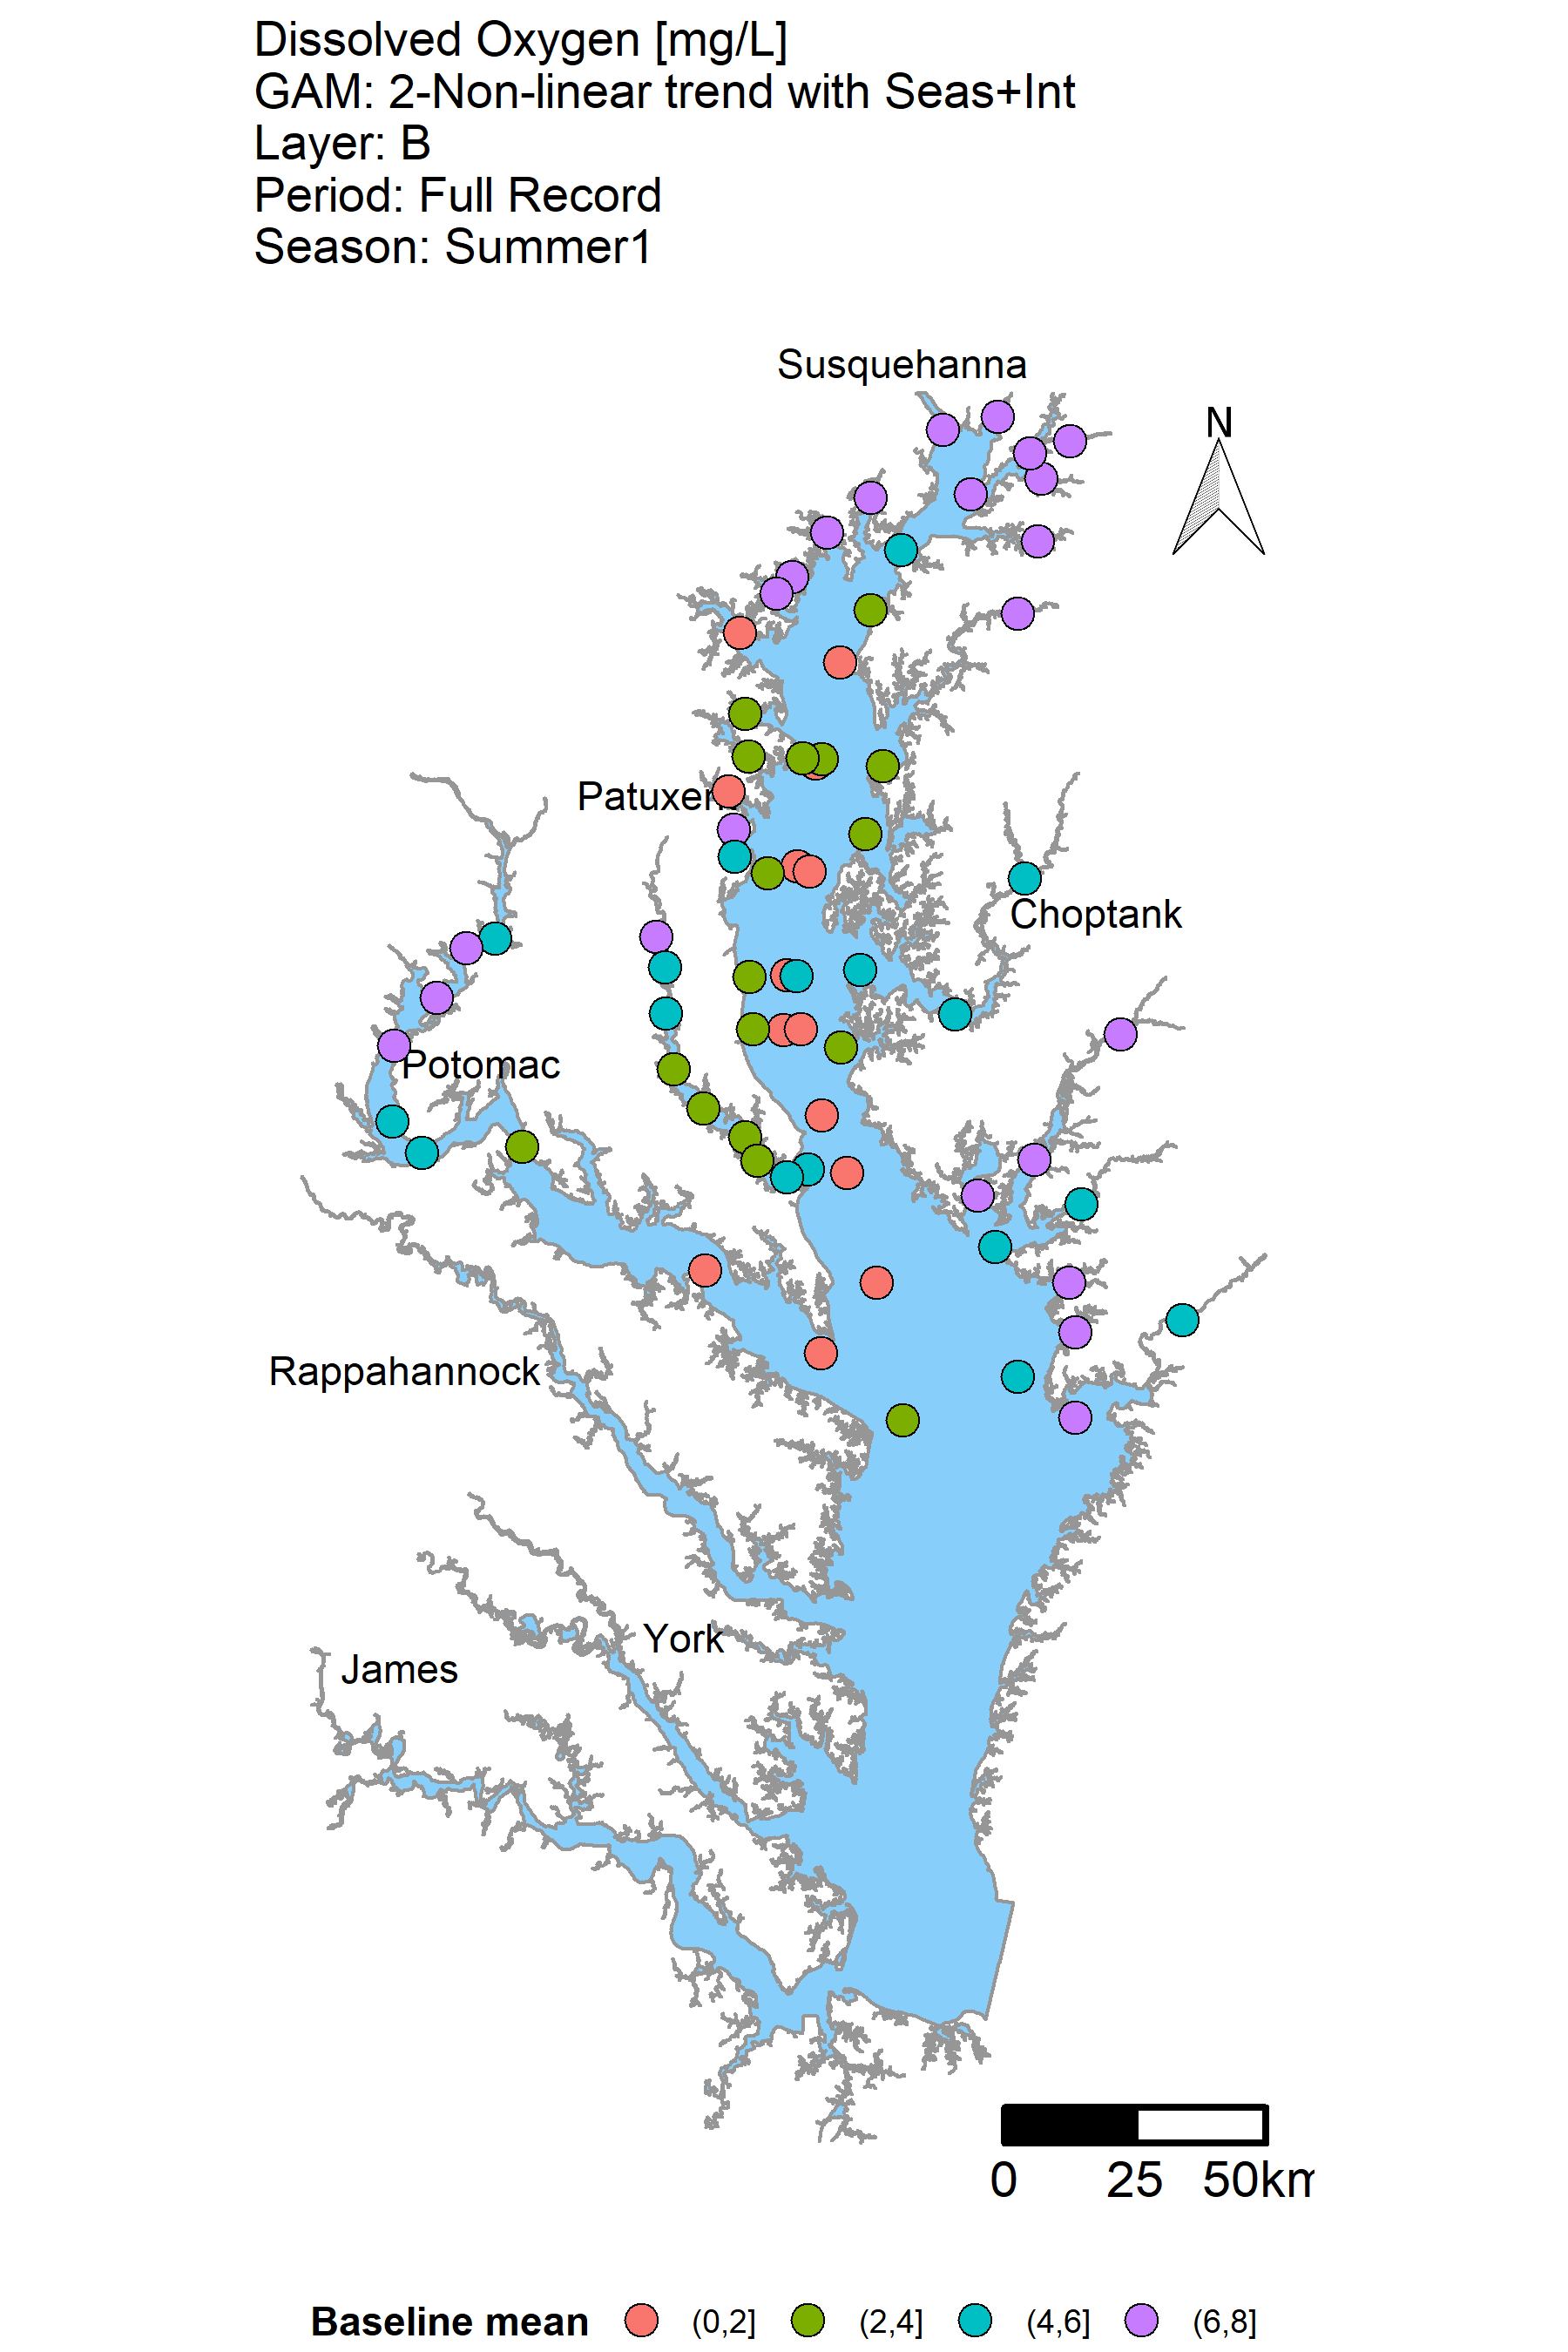 Dissolved Oxygen [mg/L]
GAM: 2-Non-linear trend with Seas+Int
Layer: B
Period: Full Record
Season: Summer1
Susquehanna
N
Patuxen
Choptank
Potomac
Rappahannock
York
James
0 25 50km
Baseline mean (0,2] (2,4] (4,6] (6,8]